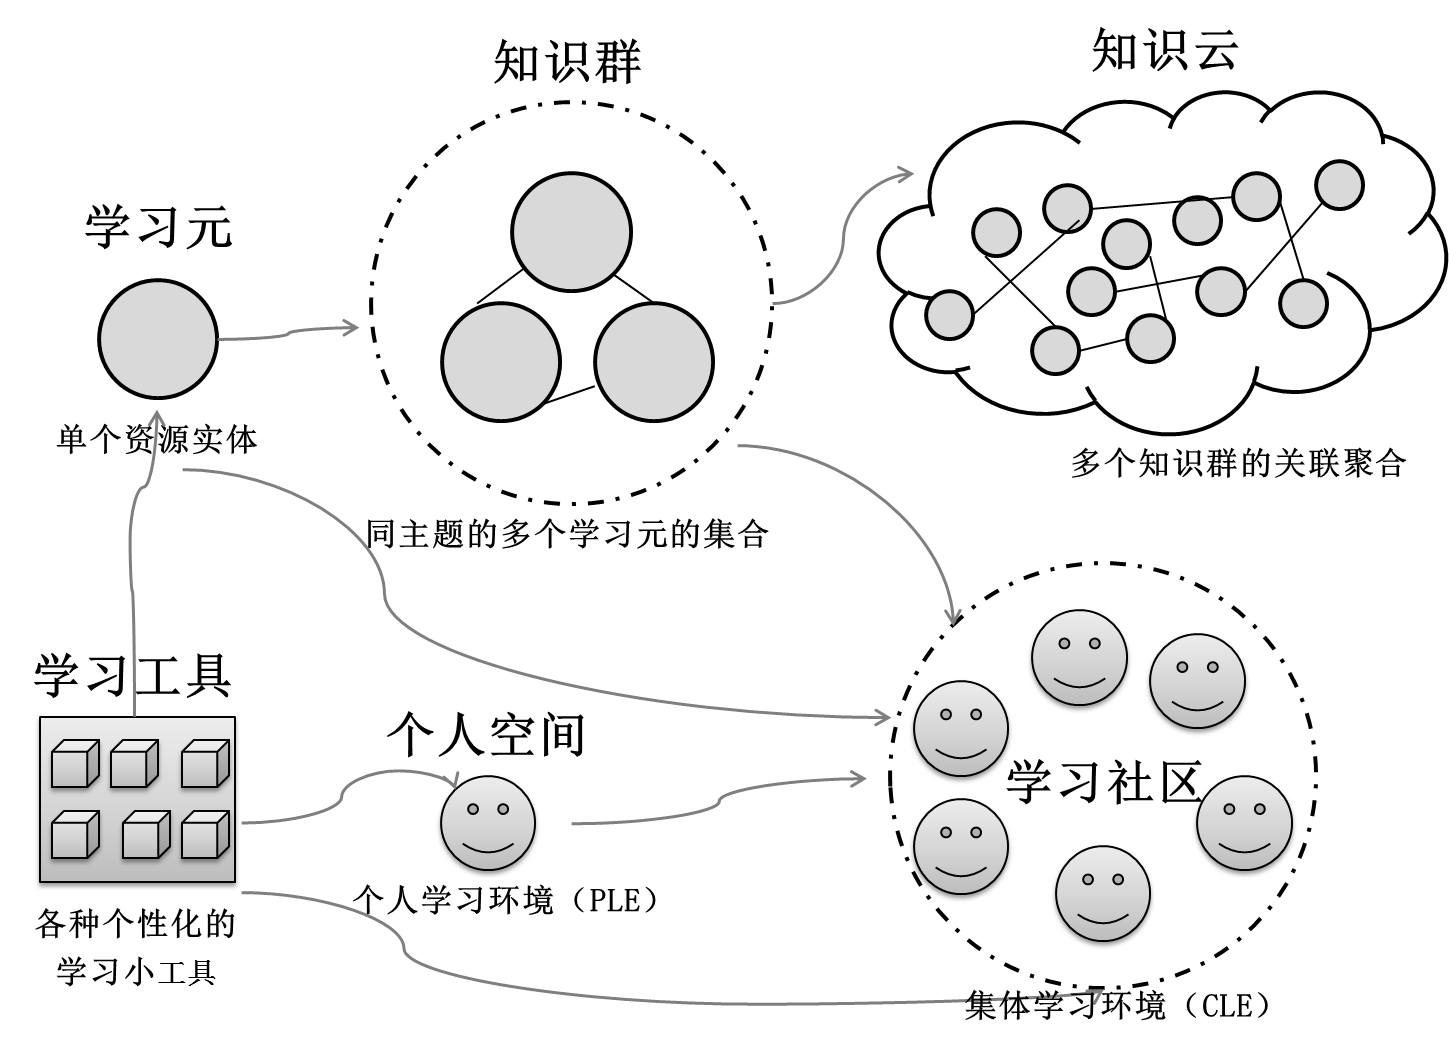 知识群
知识云
学习元
单个资源实体
多个知识群的关联聚合
同主题的多个学习元的集合
学习工具
个人空间
学习社区
个人学习环境（PLE）
各种个性化的
学习小工具
集体学习环境（CLE）